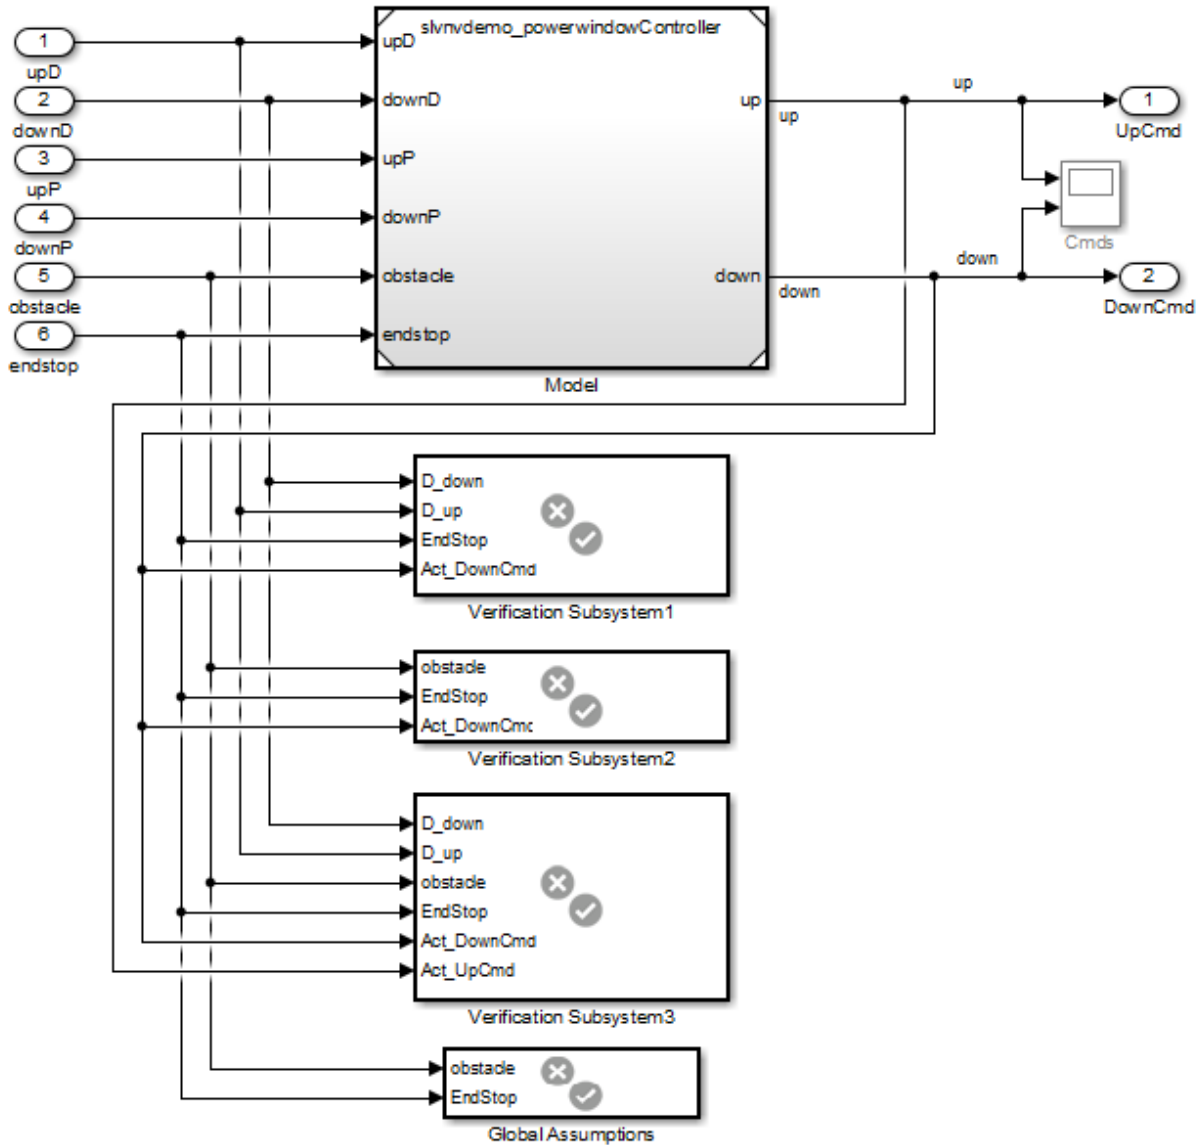 slvnvdemo_powerwindowController
1
upD
upD
2
downD
downD
3
upP
upP
4
downP
downP
5
obstacle
obstacle
6
endstop
endstop
up
up
up
1
UpCmd
Cmds
down
down
down
2
DownCmd
Model
D_down
D_up
EndStop
Act_DownCmd
Verification Subsystem1
obstacle
EndStop
Act_DownCmc
Verification Subsystem2
D_down
D_up
obstacle
EndStop
Act_DownCmd
Act_UpCmd
Verification Subsystem3
obstacle
EndStop
Global Assumptions